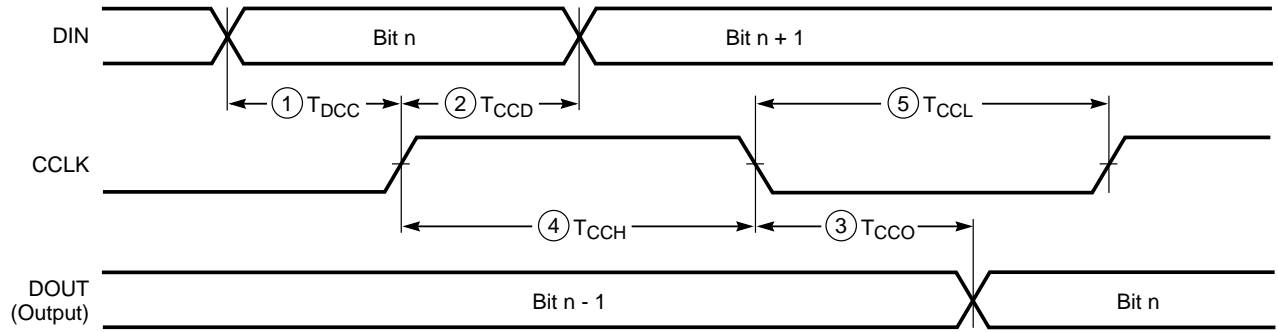 DIN
Bit n
Bit n + 1
1 TDCC
2 TCCD
5 TCCL
CCLK
4 TCCH
3 TCCO
DOUT
(Output)
Bit n - 1
Bit n